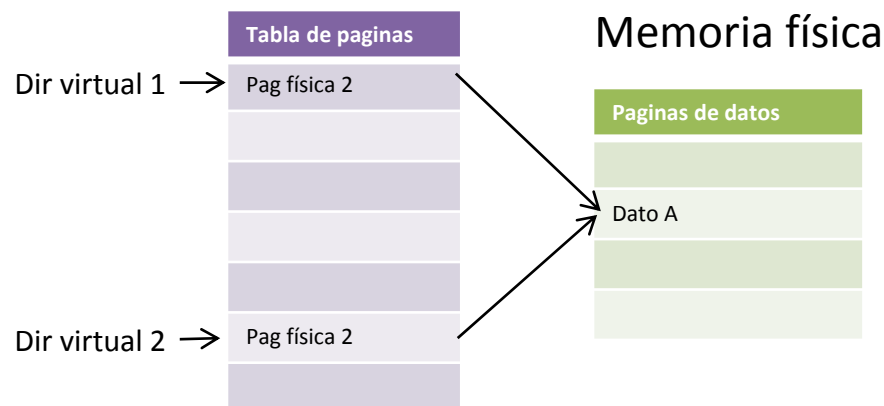 Tabla de paginas
Memoria física
Dir virtual 1
Pag física 2
Paginas de datos
Dato A
Dir virtual 2
Pag física 2